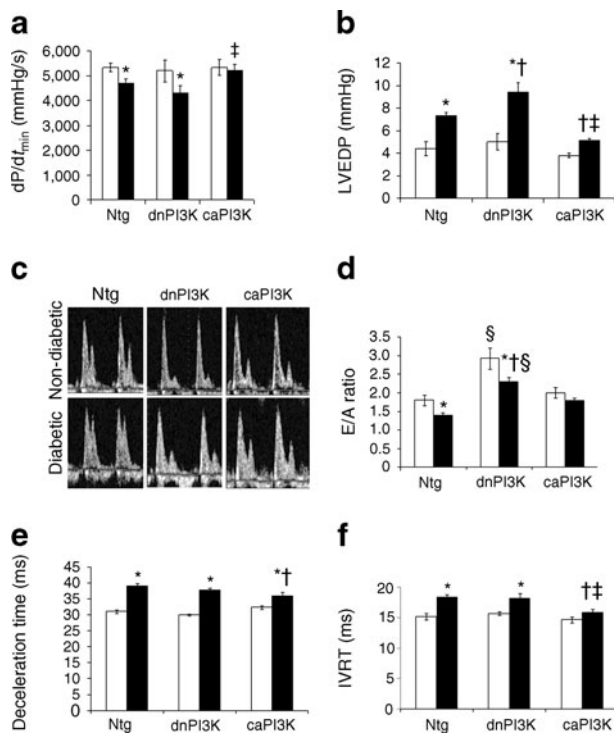 a
dP/dtmin (mmHg/s)
6,000
5,000
4,000
3,000
2,000
1,000
0
* * ‡
Ntg dnPI3K caPI3K
b
LVEDP (mmHg)
12
10
8
6
4
2
0
* *† †‡
Ntg dnPI3K caPI3K
c
Ntg dnPI3K caPI3K
Non-diabetic
Diabetic
d
E/A ratio
3.5
3.0
2.5
2.0
1.5
1.0
0.5
0
* § *†§
Ntg dnPI3K caPI3K
e
Deceleration time (ms)
45
40
35
30
25
20
15
10
5
0
* * *†
Ntg dnPI3K caPI3K
f
IVRT (ms)
20
15
10
5
0
* * †‡
Ntg dnPI3K caPI3K